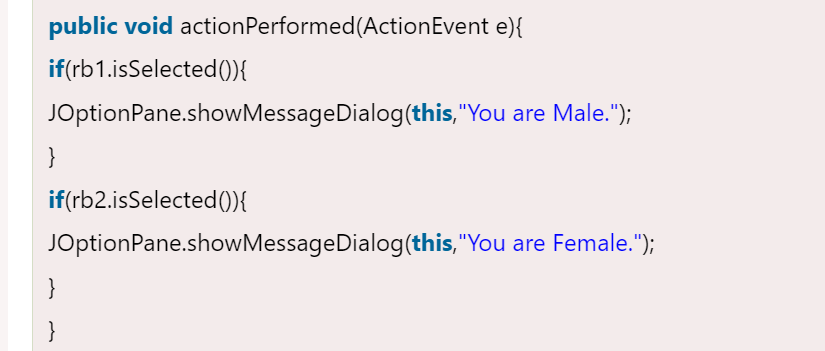 public void actionPerformed(ActionEvent e){
if(rb1.isSelected()){
JOptionPane.showMessageDialog(this,"You are Male.");
}
if(rb2.isSelected()){
JOptionPane.showMessageDialog(this,"You are Female.");
}
}